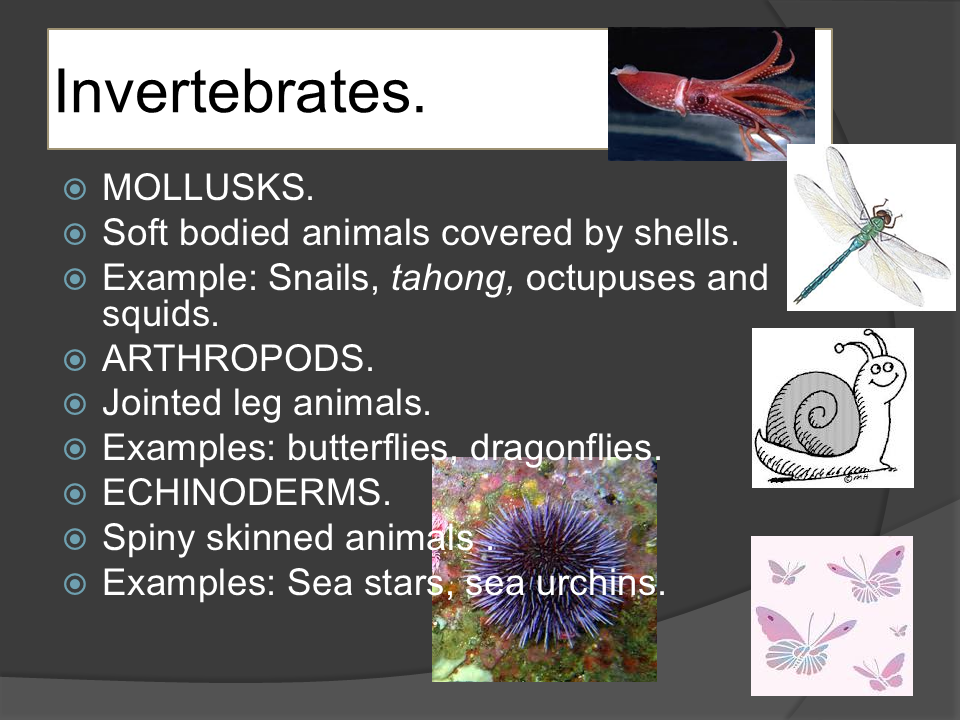 Invertebrates.
MOLLUSKS.
Soft bodied animals covered by shells.
Example: Snails, tahong, octupuses and
squids.
ARTHROPODS.
Jointed leg animals.
Examples: butterflies, dragonflies.
©MH
ECHINODERMS.
Spiny skinned animals .
Examples: Sea stars, sea urchins.